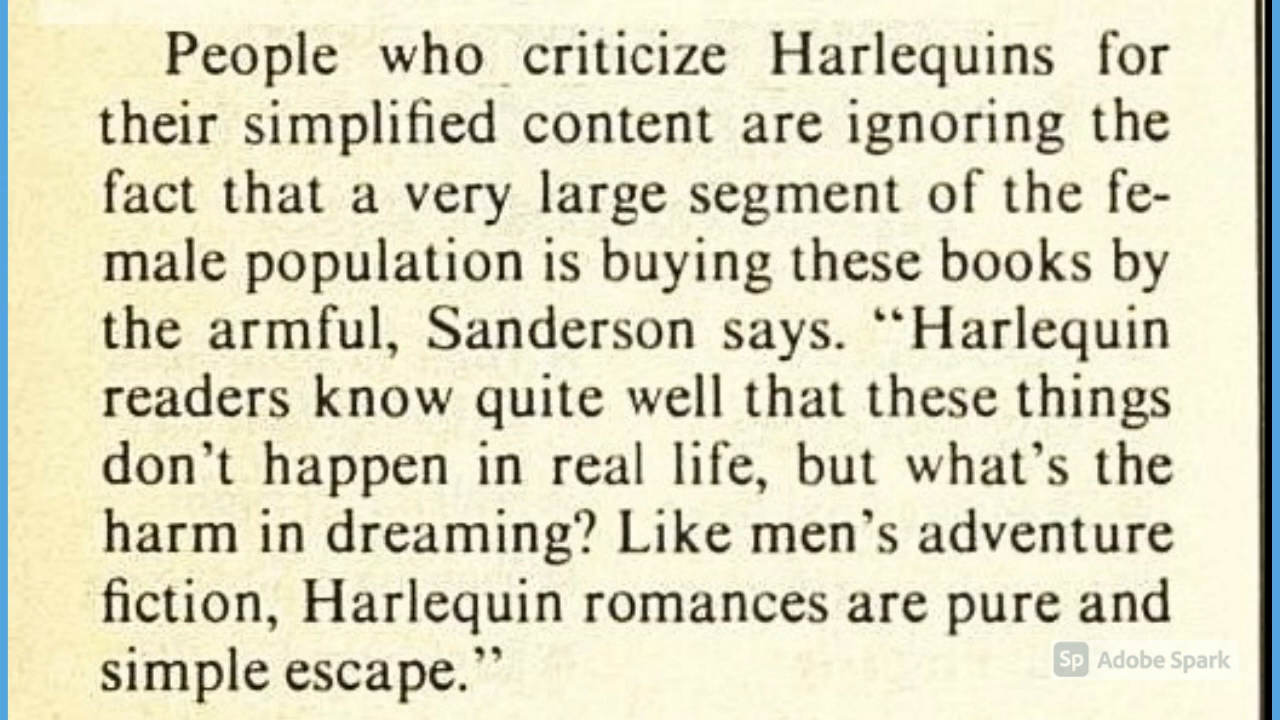 People who criticize Harlequins for
their simplified content are ignoring the
fact that a very large segment of the fe-
male population is buying these books by
the armful, Sanderson says. “Harlequin
readers know quite well that these things
don’t happen in real life, but what’s the
harm in dreaming? Like men’s adventure
fiction, Harlequin romances are pure and
simple escape.”
Sp Adobe Spark